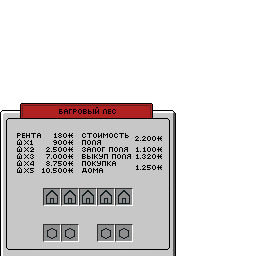 БАГРОВЫЙ ЛЕС
РЕНТА 180₩ СТОИМОСТЬ ПОЛЯ 2.200₩
X1 900₩
X2 2.500₩ ЗАЛОГ ПОЛЯ 1.100₩
X3 7.000₩ ВЫКУП ПОЛЯ 1.320₩
X4 8.750₩ ПОКУПКА ДОМА 1.250₩
X5 10.500₩